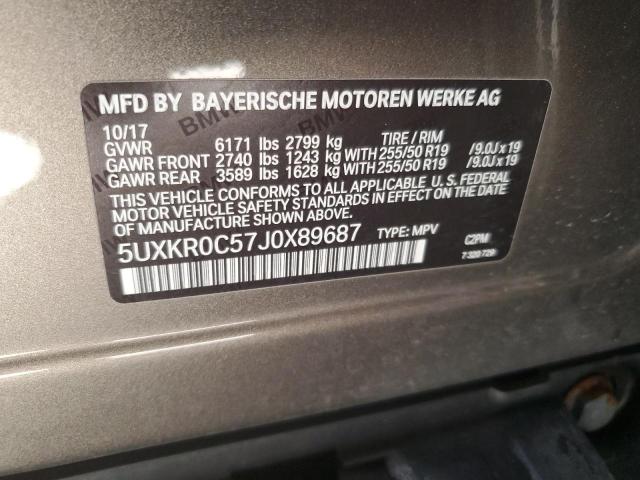 MFD BY BAYERISCHE MOTOREN WERKE AG
10/17
GVWR 6171 lbs 2799 kg TIRE / RIM
GAWR FRONT 2740 lbs 1243 kg WITH 255/50 R19 /9.0J x 19
GAWR REAR 3589 lbs 1628 kg WITH 255/50 R19 /9.0J x 19
THIS VEHICLE CONFORMS TO ALL APPLICABLE U. S. FEDERAL
MOTOR VEHICLE SAFETY STANDARDS IN EFFECT ON THE DATE
OF MANUFACTURE SHOWN ABOVE.
5UXKR0C57J0X89687 TYPE: MPV C2PM
7 320 729